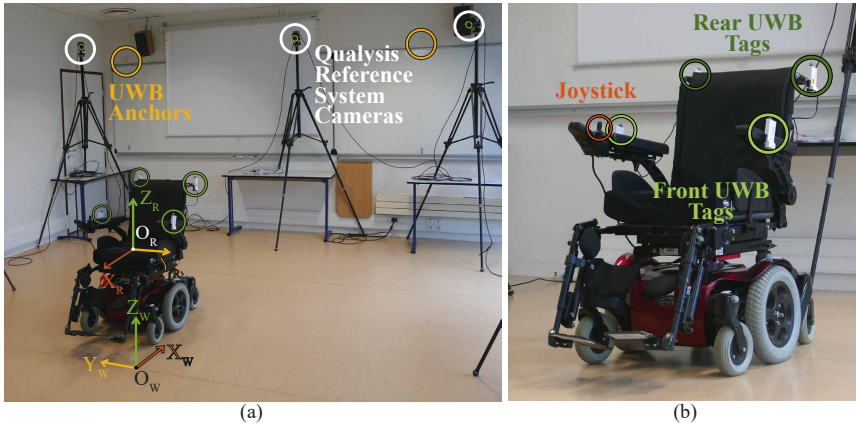 Qualysis
Reference
System
Cameras
UWB
Anchors
Z_R
O_R
X_R
Z_W
X_W
Y_W
O_W
(a)
Rear UWB
Tags
Joystick
Front UWB
Tags
(b)